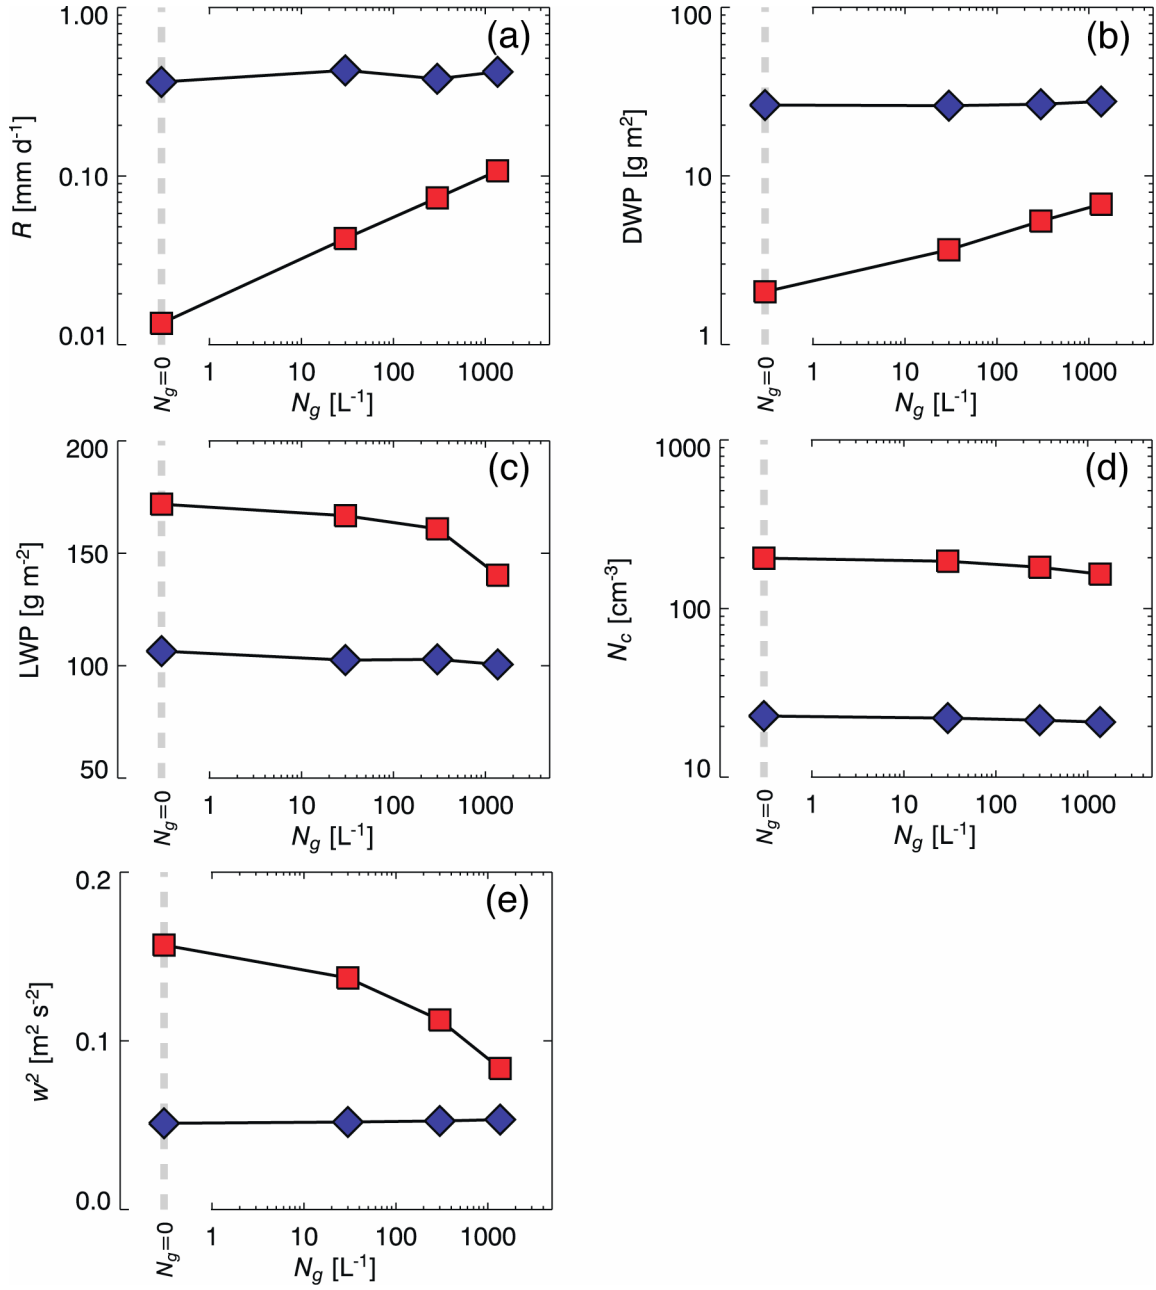 (a)
R [mm d-1]
1.00
0.10
0.01
Ng=0
1 10 100 1000
Ng [L-1]
(b)
DWP [g m2]
100
10
1
Ng=0
1 10 100 1000
Ng [L-1]
(c)
LWP [g m-2]
200
150
100
50
Ng=0
1 10 100 1000
Ng [L-1]
(d)
Nc [cm-3]
1000
100
10
Ng=0
1 10 100 1000
Ng [L-1]
(e)
w2 [m2 s-2]
0.2
0.1
0.0
Ng=0
1 10 100 1000
Ng [L-1]